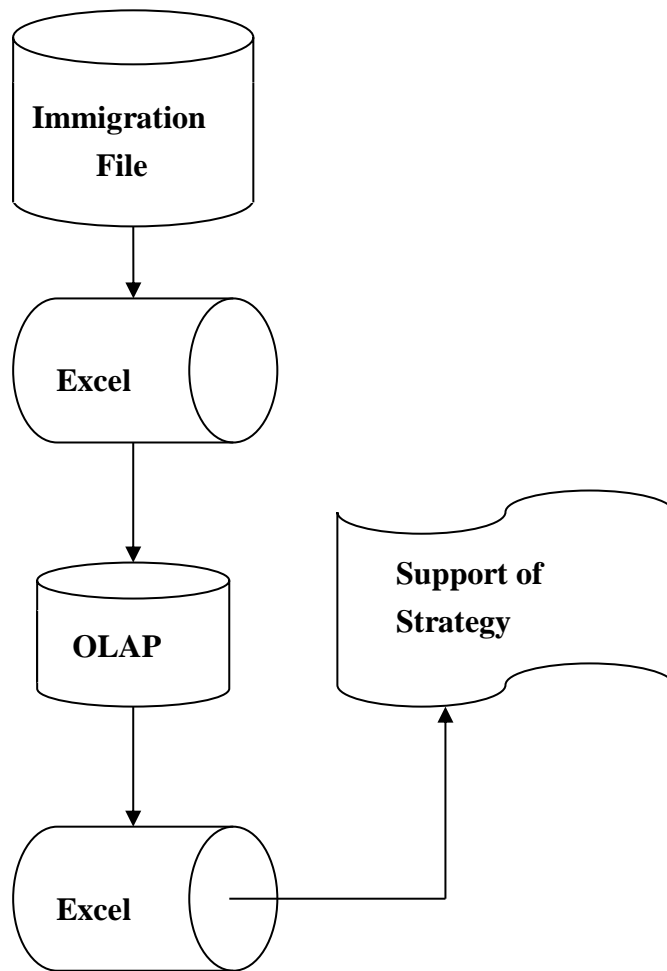 Immigration
File
Excel
OLAP
Support of
Strategy
Excel